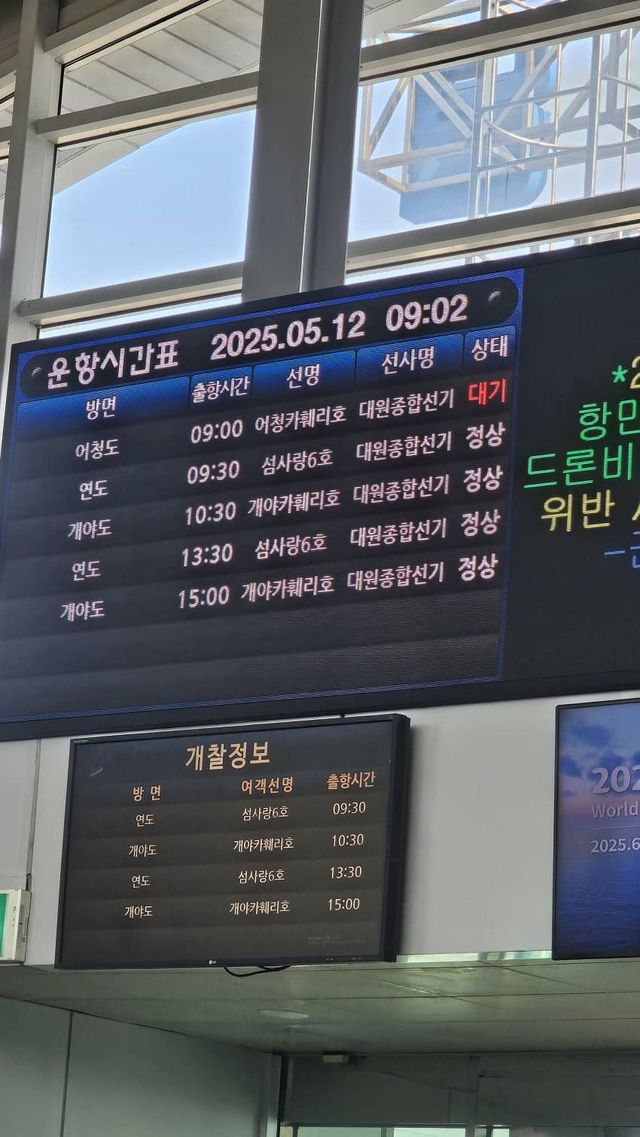 운항시간표 2025.05.12 09:02
방면 출항시간 선명 선사명 상태
어청도 09:00 어청카훼리호 대원종합선기 대기
연도 09:30 섬사랑6호 대원종합선기 정상
개야도 10:30 개야카훼리호 대원종합선기 정상
연도 13:30 섬사랑6호 대원종합선기 정상
개야도 15:00 개야카훼리호 대원종합선기 정상
항만
드론비
위반
개찰정보
방면 여객선명 출항시간
연도 섬사랑6호 09:30
개야도 개야카훼리호 10:30
연도 섬사랑6호 13:30
개야도 개야카훼리호 15:00
LG
World
2025.6